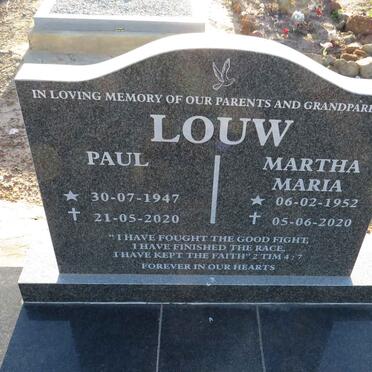 IN LOVING MEMORY OF OUR PARENTS AND
LOUW
PAUL
30-07-1947
21-05-2020
MARTHA
MARIA
06-02-1952
05-06-2020
"I HAVE FOUGHT THE GOOD FIGHT,
I HAVE FINISHED THE RACE,
I HAVE KEPT THE FAITH" 2 TIM 4:7
FOREVER IN OUR HEARTS